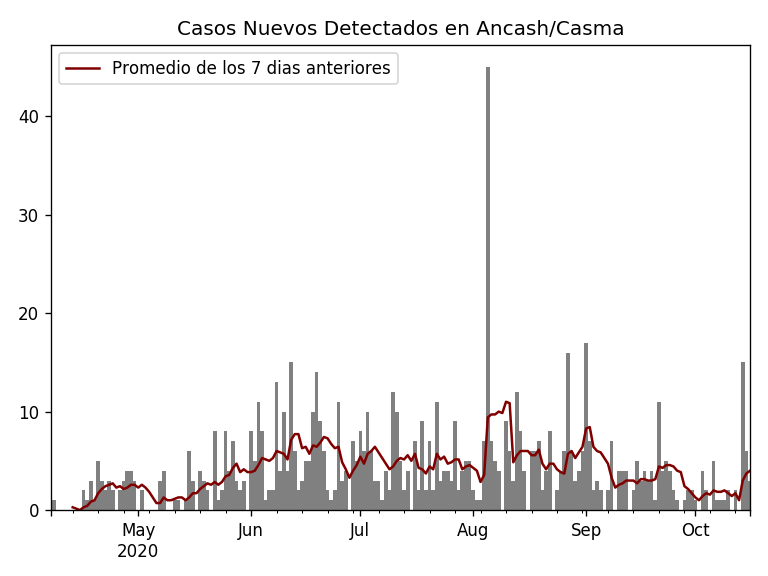 Casos Nuevos Detectados en Ancash/Casma
Promedio de los 7 dias anteriores
40
30
20
10
0
May Jun Jul Aug Sep Oct
2020